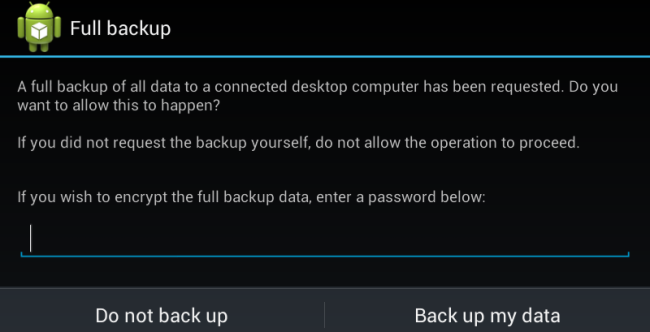 Full backup
A full backup of all data to a connected desktop computer has been requested. Do you
want to allow this to happen?
If you did not request the backup yourself, do not allow the operation to proceed.
If you wish to encrypt the full backup data, enter a password below:
Do not back up
Back up my data